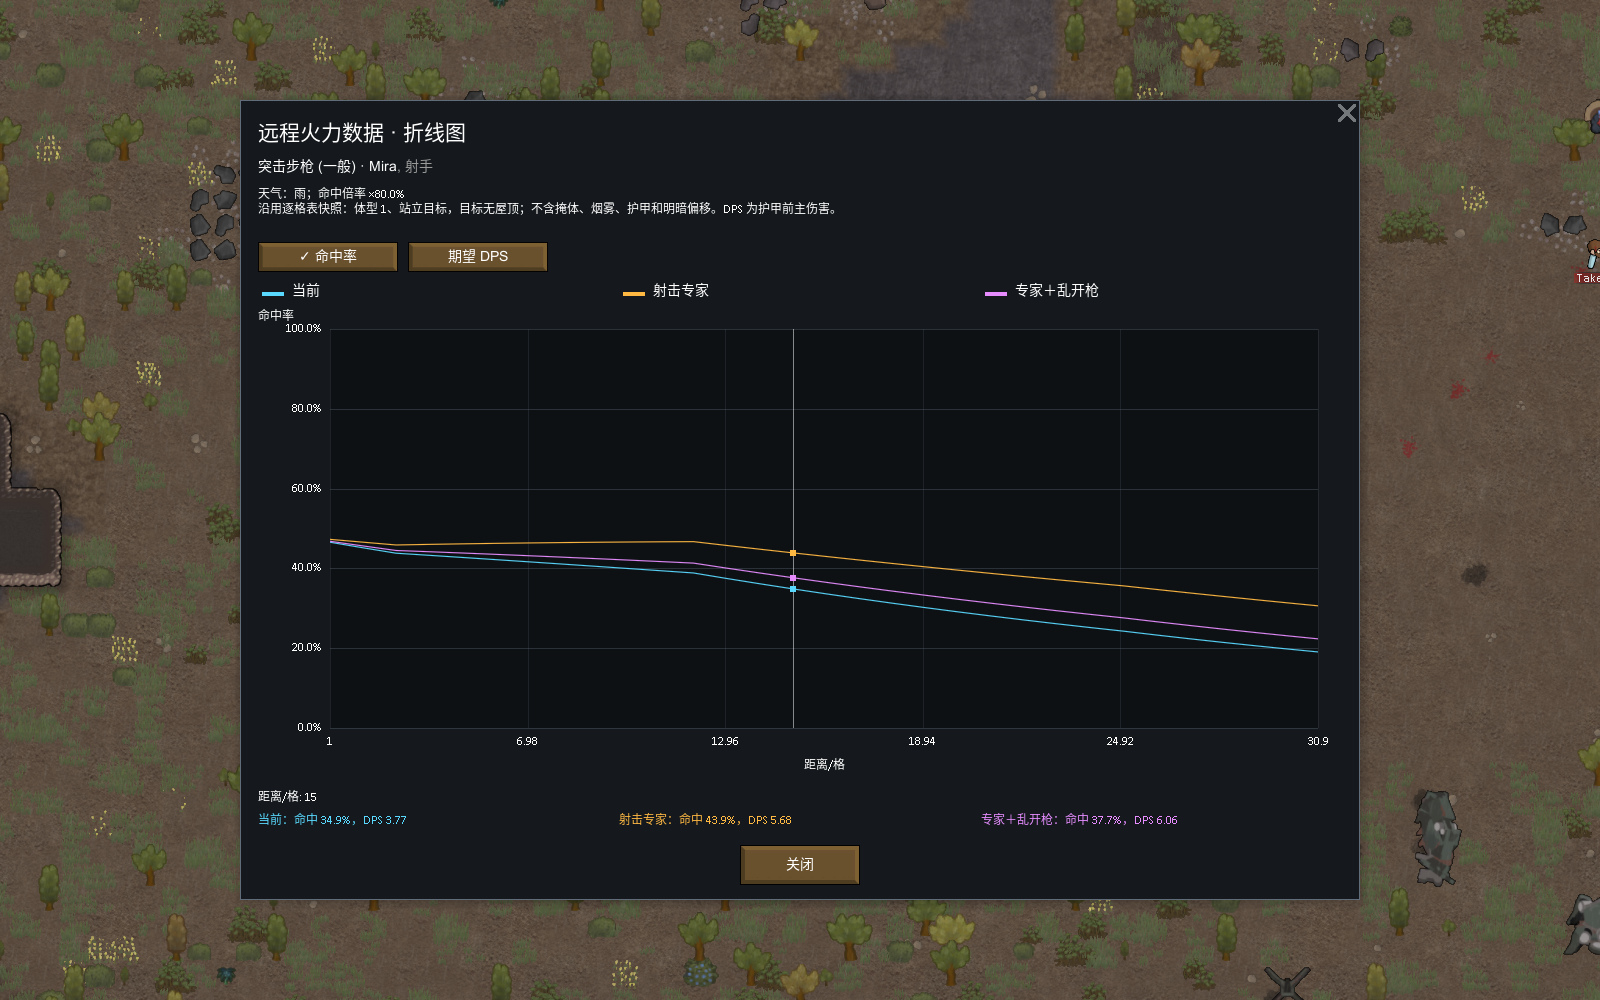 远程火力数据 · 折线图
突击步枪 (一般) · Mira, 射手
天气：雨；命中倍率 ×80.0%
沿用逐格表快照：体型 1、站立目标，目标无屋顶；不含掩体、烟雾、护甲和明暗偏移。DPS 为护甲前主伤害。
✓ 命中率
期望 DPS
当前
射击专家
专家＋乱开枪
命中率
100.0%
80.0%
60.0%
40.0%
20.0%
0.0%
1
6.98
12.96
18.94
24.92
30.9
距离/格
距离/格: 15
当前：命中 34.9%，DPS 3.77
射击专家：命中 43.9%，DPS 5.68
专家＋乱开枪：命中 37.7%，DPS 6.06
关闭
Take